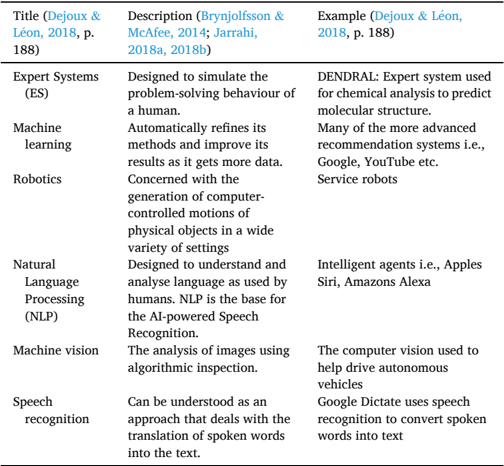 Title (Dejoux &
Léon, 2018, p.
188)
Description (Brynjolfsson &
McAfee, 2014; Jarrahi,
2018a, 2018b)
Example (Dejoux & Léon,
2018, p. 188)
Expert Systems
(ES)
Designed to simulate the
problem-solving behaviour of
a human.
DENDRAL: Expert system used
for chemical analysis to predict
molecular structure.
Machine
learning
Automatically refines its
methods and improve its
results as it gets more data.
Many of the more advanced
recommendation systems i.e.,
Google, YouTube etc.
Robotics
Concerned with the
generation of computer-
controlled motions of
physical objects in a wide
variety of settings
Service robots
Natural
Language
Processing
(NLP)
Designed to understand and
analyse language as used by
humans. NLP is the base for
the AI-powered Speech
Recognition.
Intelligent agents i.e., Apples
Siri, Amazons Alexa
Machine vision
The analysis of images using
algorithmic inspection.
The computer vision used to
help drive autonomous
vehicles
Speech
recognition
Can be understood as an
approach that deals with the
translation of spoken words
into the text.
Google Dictate uses speech
recognition to convert spoken
words into text